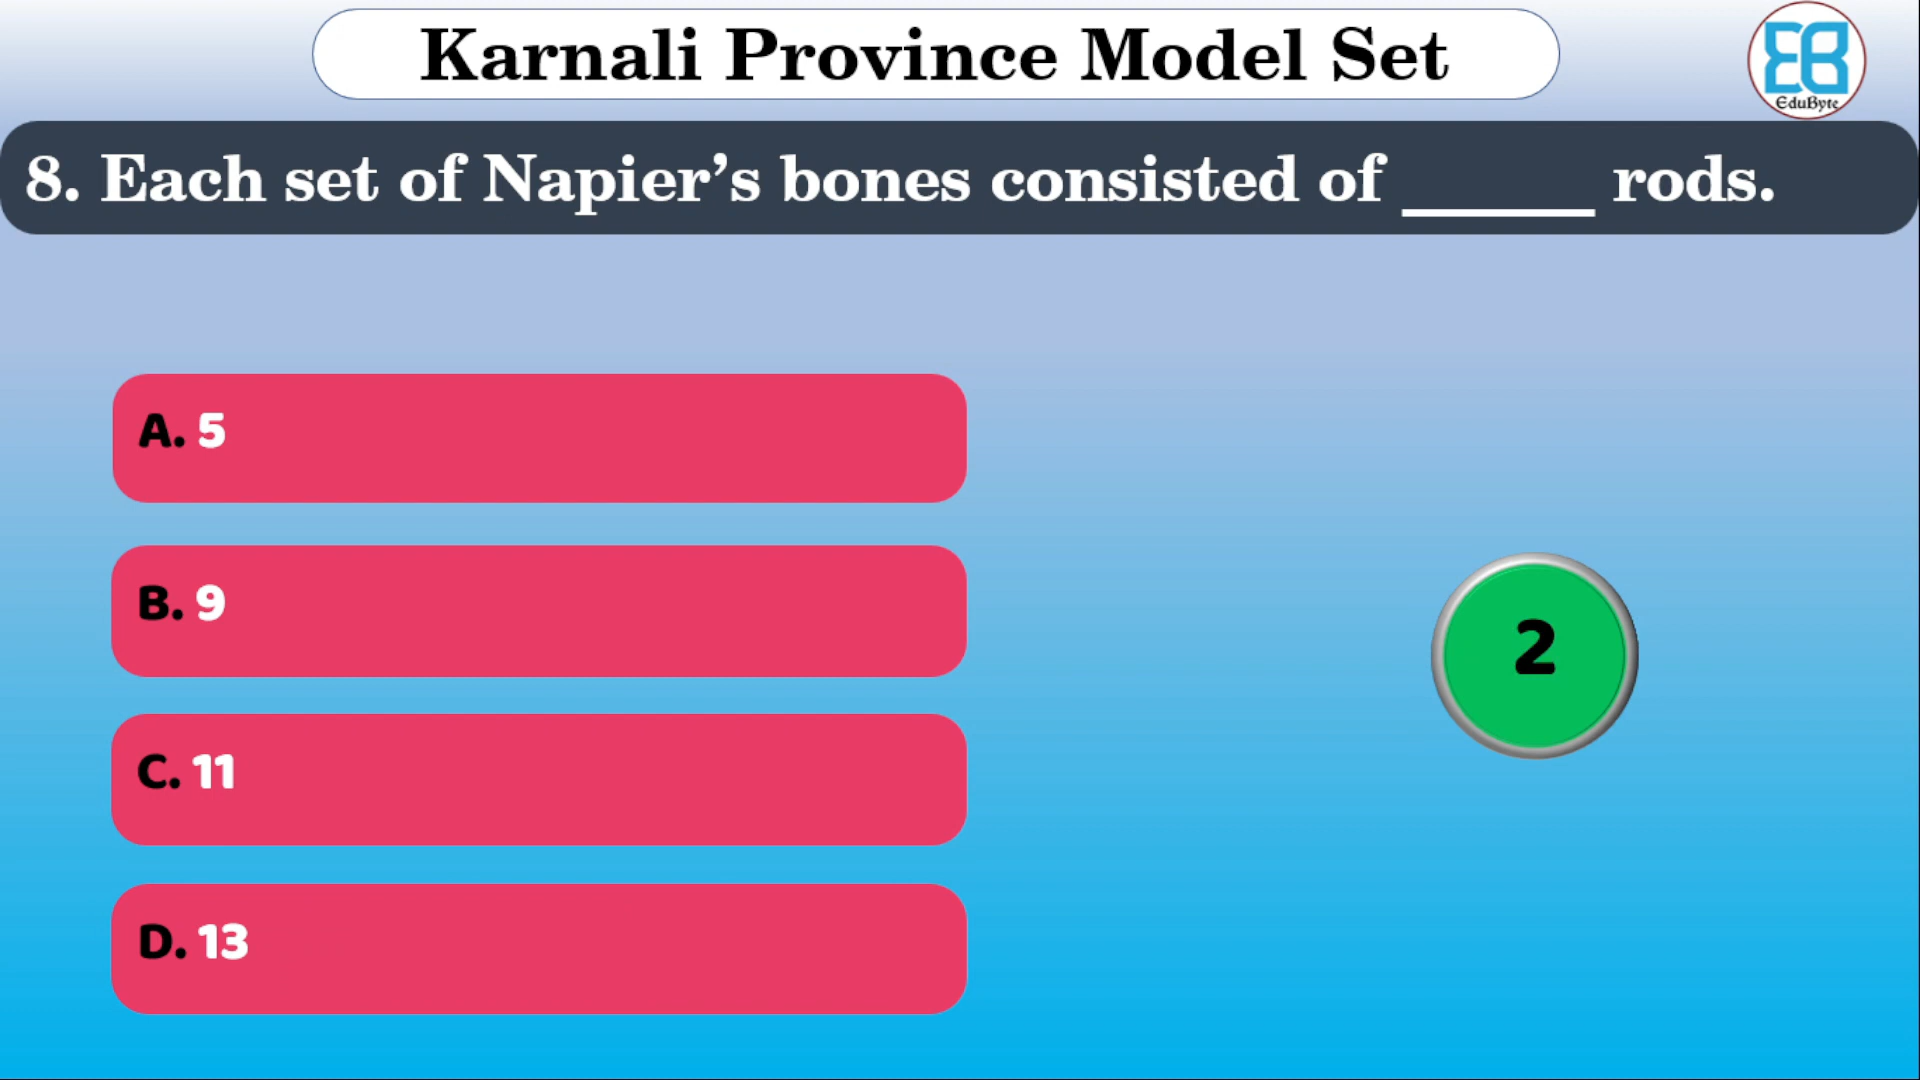 Karnali Province Model Set
EduByte
8. Each set of Napier’s bones consisted of ______ rods.
A. 5
B. 9
C. 11
D. 13
2